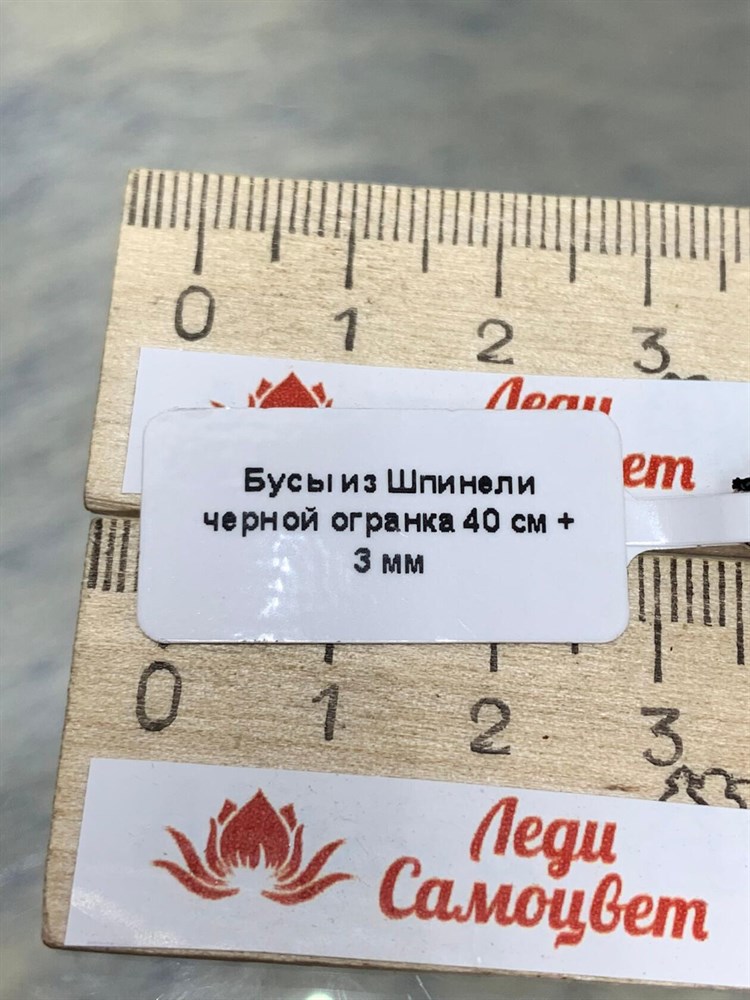 0 1 2 3
Леди
ет
Бусы из Шпинели
черной огранка 40 см +
3 мм
0 1 2 3
Леди
Самоцвет